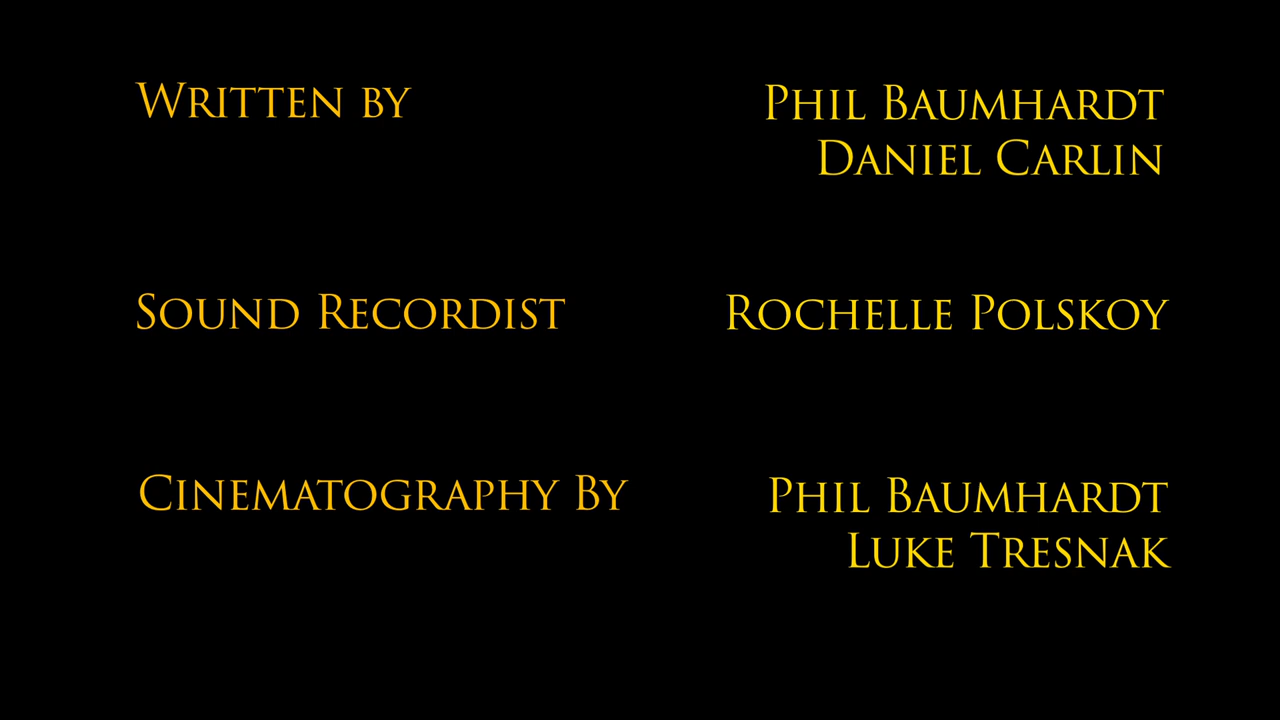 Written by
Phil Baumhardt
Daniel Carlin
Sound Recordist
Rochelle Polskoy
Cinematography By
Phil Baumhardt
Luke Tresnak